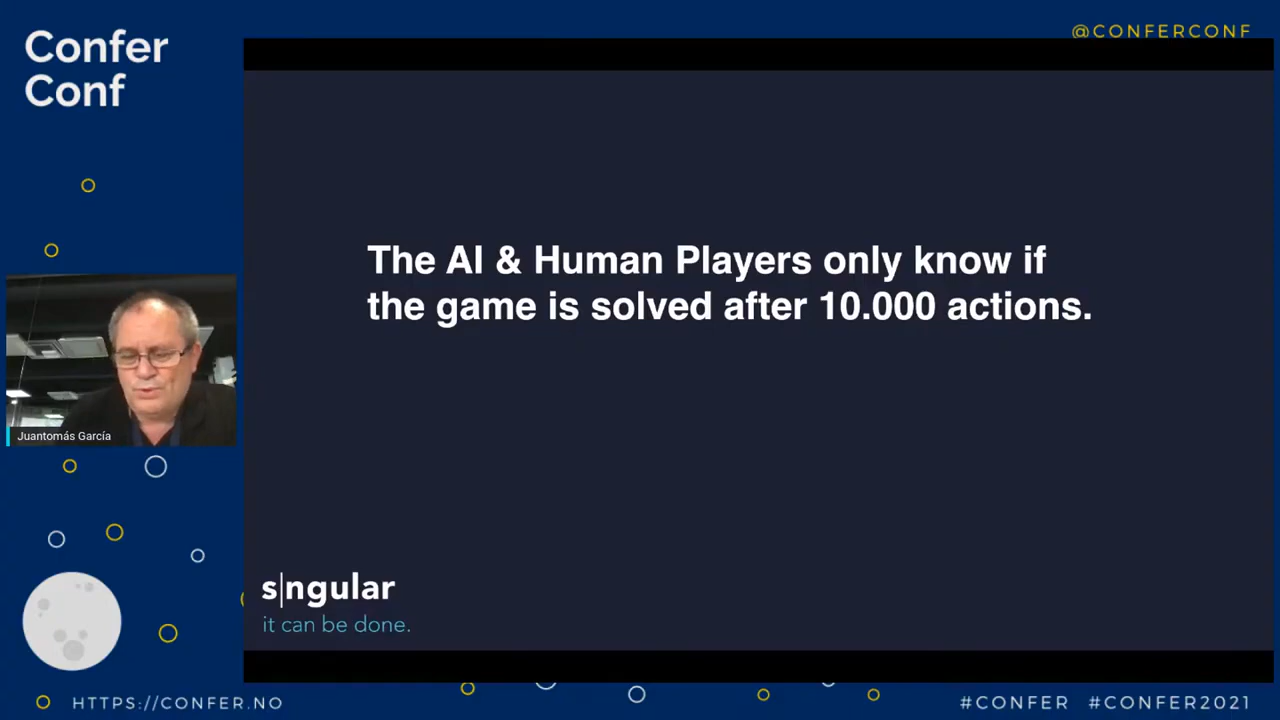 Confer
Conf
@CONFERCONF
The AI & Human Players only know if
the game is solved after 10.000 actions.
Juantomás García
s|ngular
it can be done.
HTTPS://CONFER.NO
#CONFER #CONFER2021